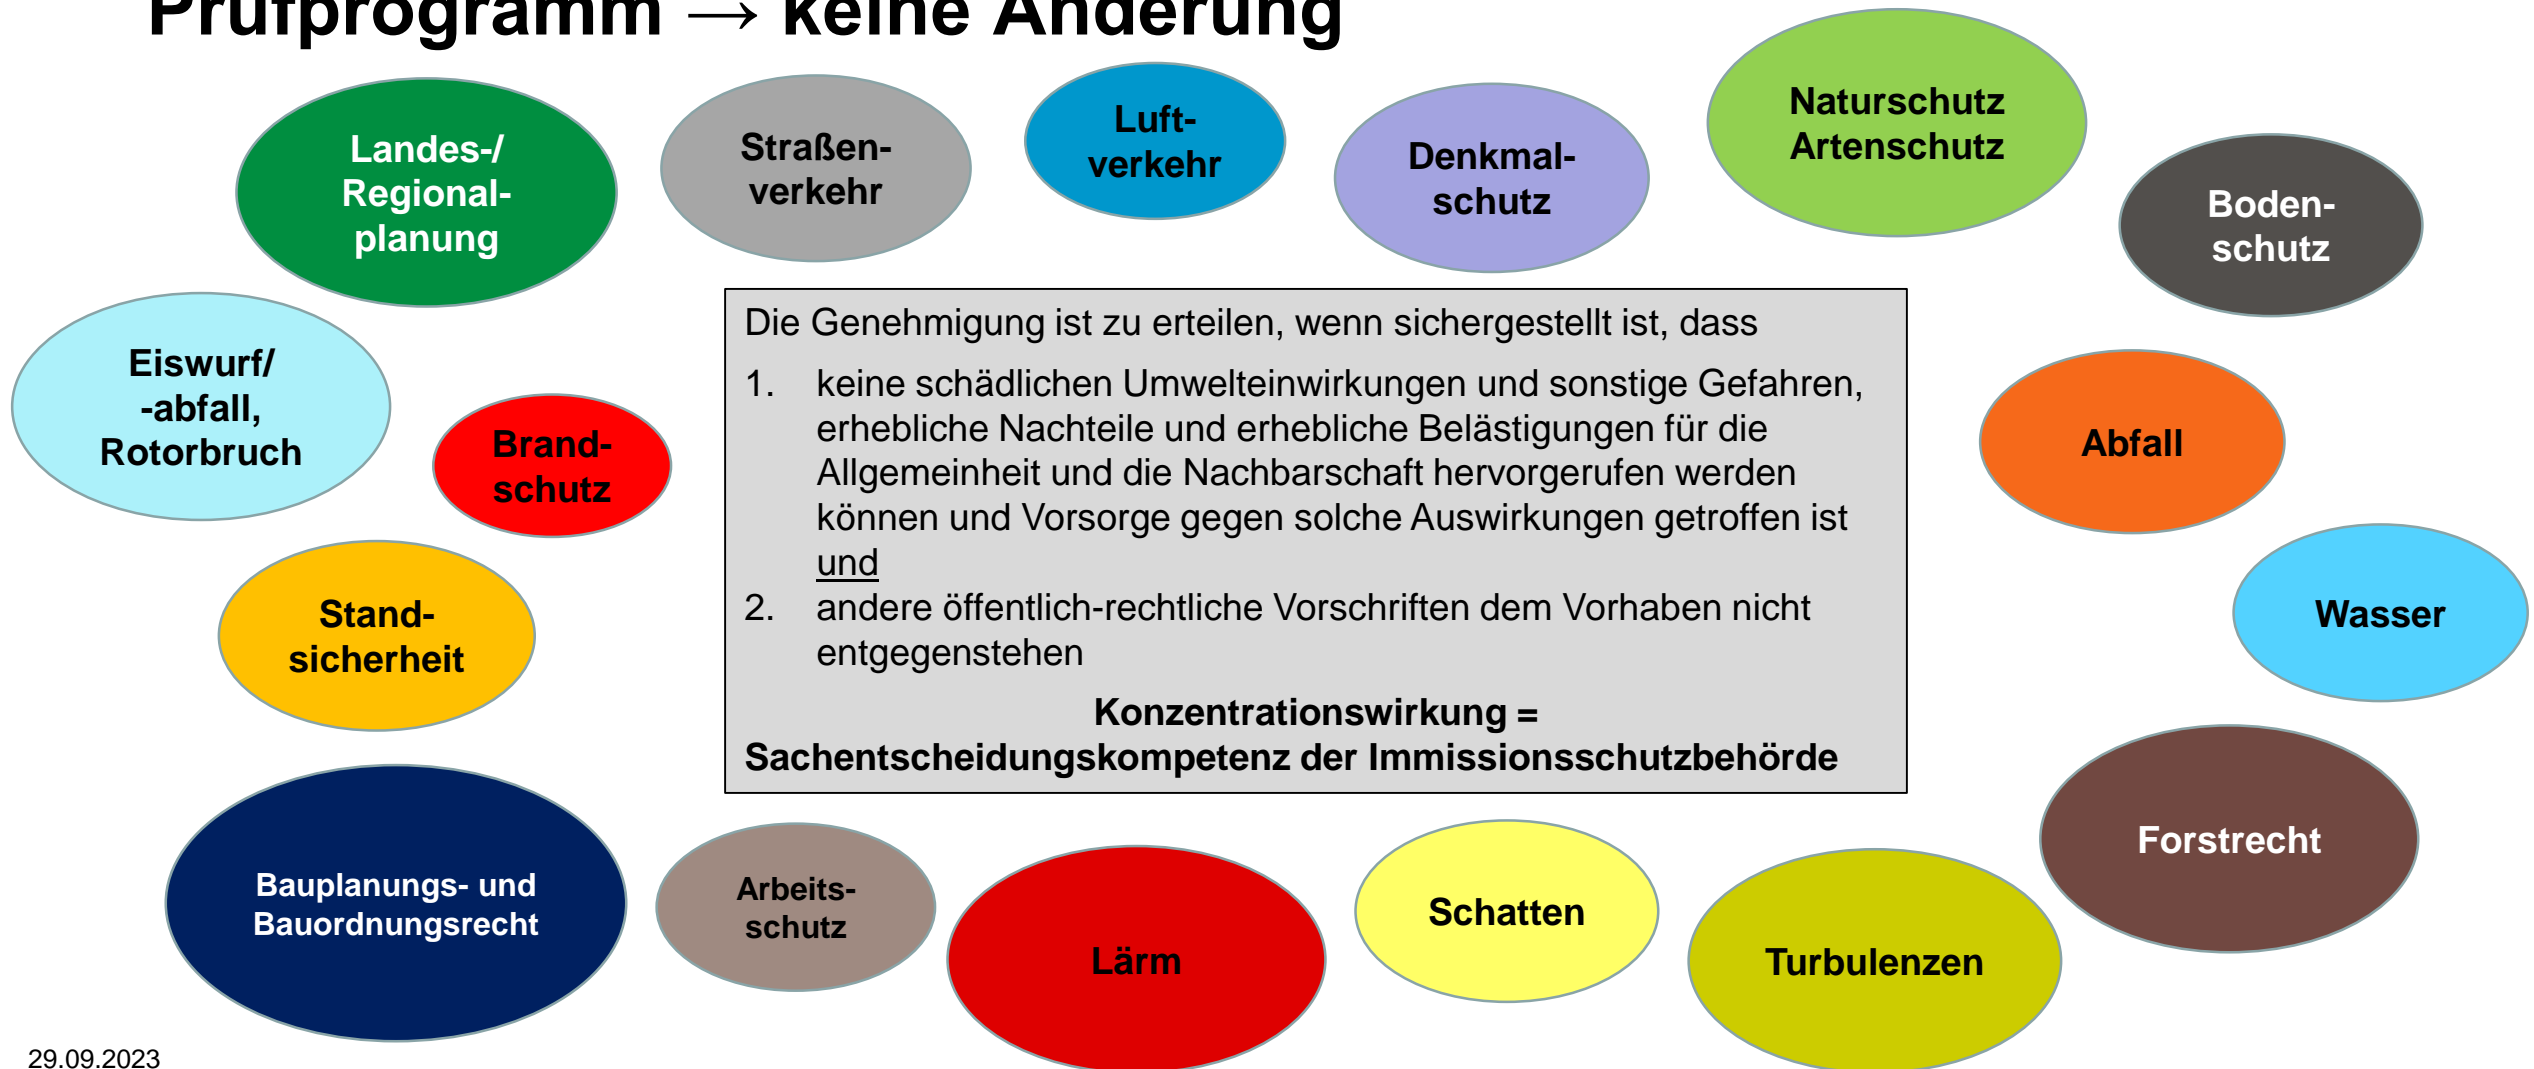 Prüfprogramm → keine Änderung
Landes-/
Regional-
planung
Straßen-
verkehr
Luft-
verkehr
Denkmal-
schutz
Naturschutz
Artenschutz
Boden-
schutz
Eiswurf/
-abfall,
Rotorbruch
Brand-
schutz
Die Genehmigung ist zu erteilen, wenn sichergestellt ist, dass
1. keine schädlichen Umwelteinwirkungen und sonstige Gefahren,
erhebliche Nachteile und erhebliche Belästigungen für die
Allgemeinheit und die Nachbarschaft hervorgerufen werden
können und Vorsorge gegen solche Auswirkungen getroffen ist
und
2. andere öffentlich-rechtliche Vorschriften dem Vorhaben nicht
entgegenstehen
Konzentrationswirkung =
Sachentscheidungskompetenz der Immissionsschutzbehörde
Abfall
Stand-
sicherheit
Wasser
Bauplanungs- und
Bauordnungsrecht
Arbeits-
schutz
Lärm
Schatten
Turbulenzen
Forstrecht
29.09.2023